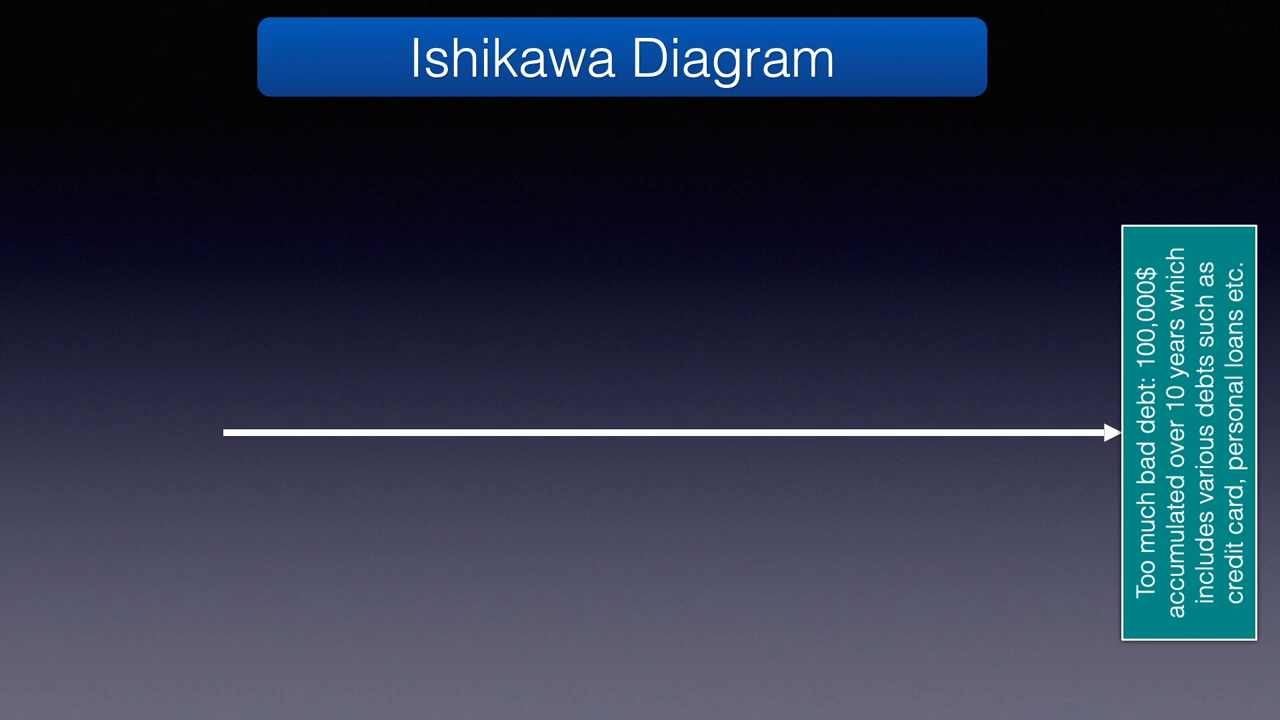 Ishikawa Diagram
Too much bad debt: 100,000$
accumulated over 10 years which
includes various debts such as
credit card, personal loans etc.